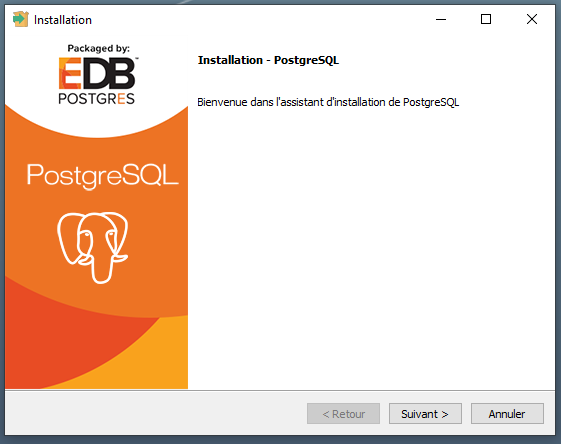 Installation
Packaged by:
EDB
POSTGRES
PostgreSQL
Installation - PostgreSQL
Bienvenue dans l'assistant d'installation de PostgreSQL
< Retour
Suivant >
Annuler